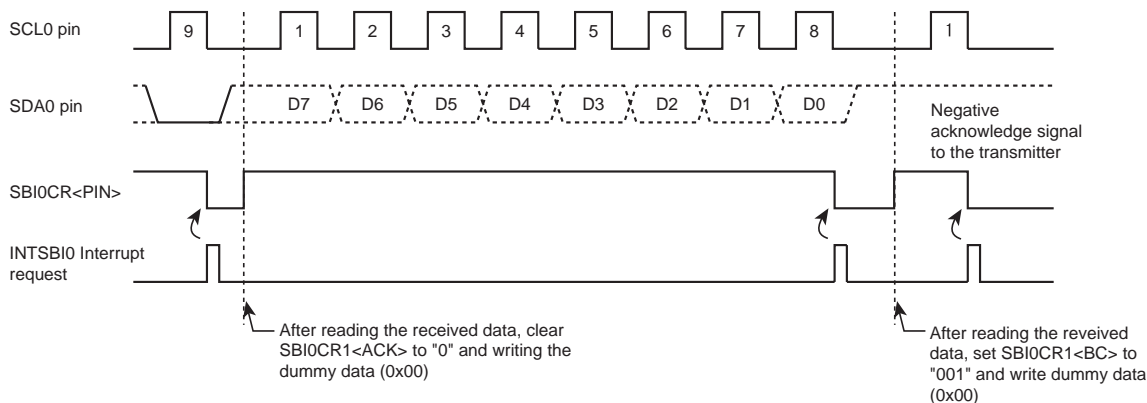 SCL0 pin
9 1 2 3 4 5 6 7 8 1
SDA0 pin
D7 D6 D5 D4 D3 D2 D1 D0
Negative
acknowledge signal
to the transmitter
SBI0CR<PIN>
INTSBI0 Interrupt
request
After reading the received data, clear
SBI0CR1<ACK> to "0" and writing the
dummy data (0x00)
After reading the reveived
data, set SBI0CR1<BC> to
"001" and write dummy data
(0x00)